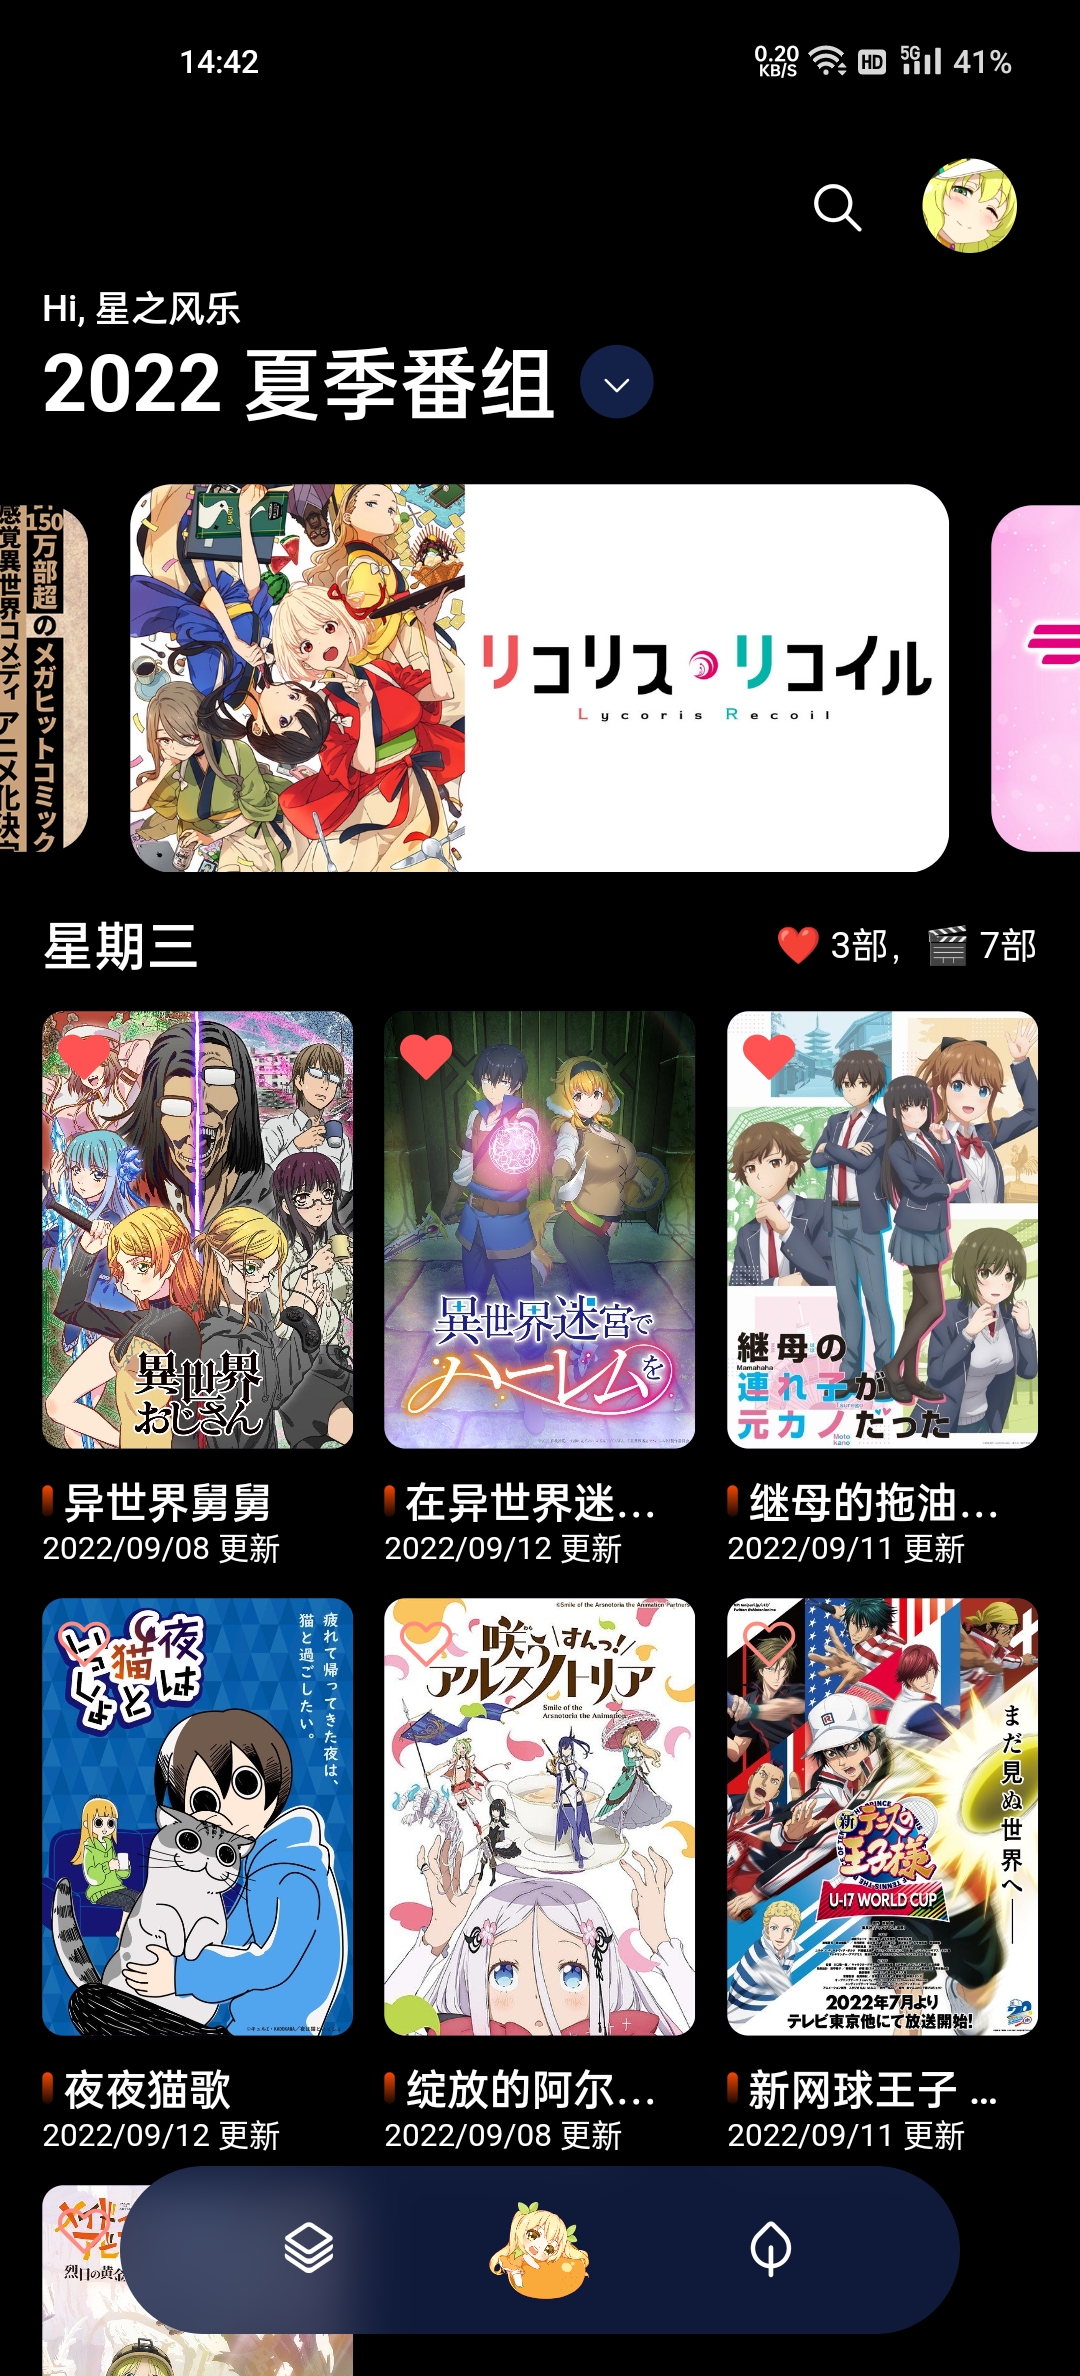 14:42
0.20
KB/S
HD
5G
41%
Hi, 星之风乐
2022 夏季番组
150万部超のメガヒットコミック
感覚異世界コメディ アニメ化決
リコリス・リコイル
Lycoris Recoil
星期三
3部, 7部
異世界
おじさん
異世界迷宮で
ハーレムを
継母の
Mamahaha
連れ子が
Tsurego
元カノだった
Moto
kano
异世界舅舅
2022/09/08 更新
在异世界迷...
2022/09/12 更新
继母的拖油...
2022/09/11 更新
夜は
猫と
いっしょ
疲れて帰ってきた夜は、
猫と過ごしたい。
©Smile of the Arsnotoria the Animation Partners
咲う
アルスノトリア
すんっ!
Smile of the
Arsnotoria the Animation
まだ見ぬ世界へ——
新テニスの
王子様
U-17 WORLD CUP
2022年7月より
テレビ東京他にて放送開始!
夜夜猫歌
2022/09/12 更新
绽放的阿尔...
2022/09/08 更新
新网球王子 ...
2022/09/11 更新
烈日の黄金